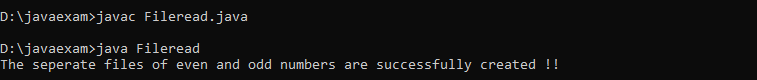 D:\javaexam>javac Fileread.java
D:\javaexam>java Fileread
The seperate files of even and odd numbers are successfully created !!